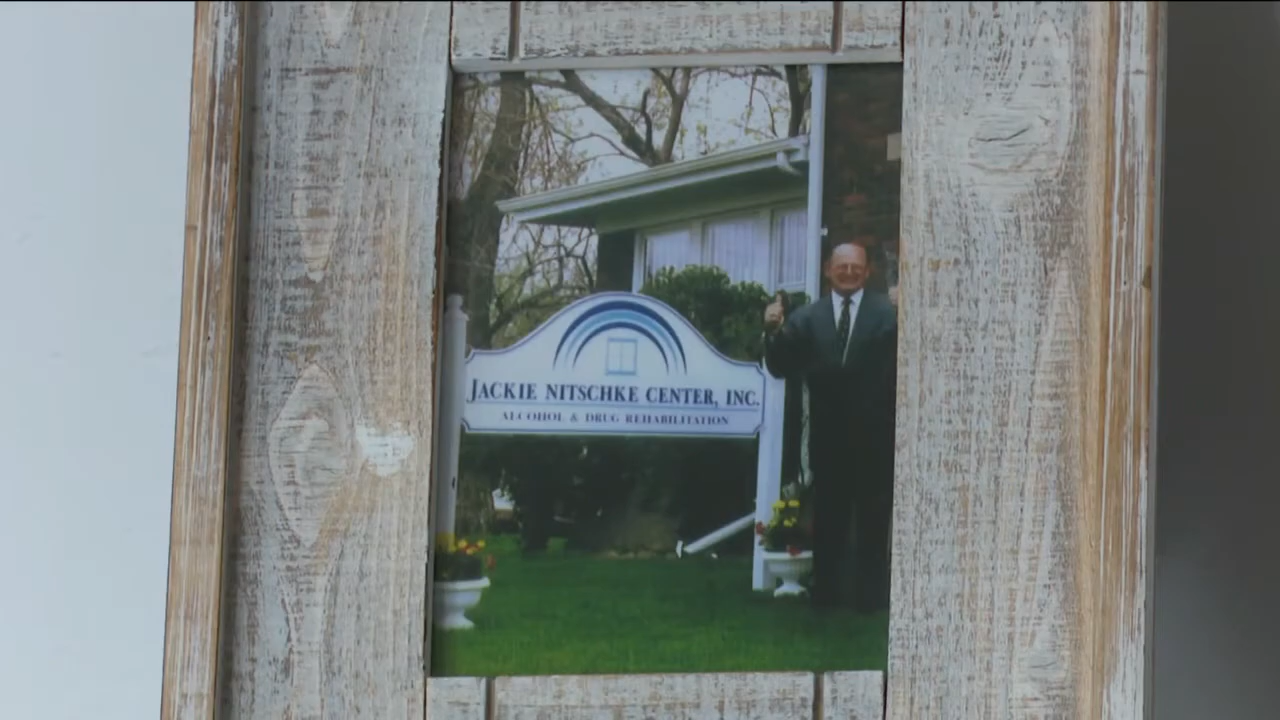 JACKIE NITSCHKE CENTER, INC.
ALCOHOL & DRUG REHABILITATION